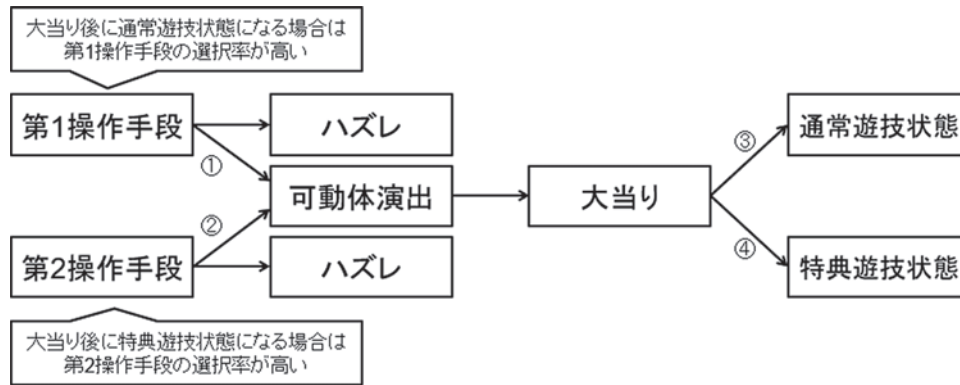 大当り後に通常遊技状態になる場合は
第1操作手段の選択率が高い
第1操作手段
ハズレ
通常遊技状態
①
③
可動体演出
大当り
②
④
第2操作手段
ハズレ
特典遊技状態
大当り後に特典遊技状態になる場合は
第2操作手段の選択率が高い